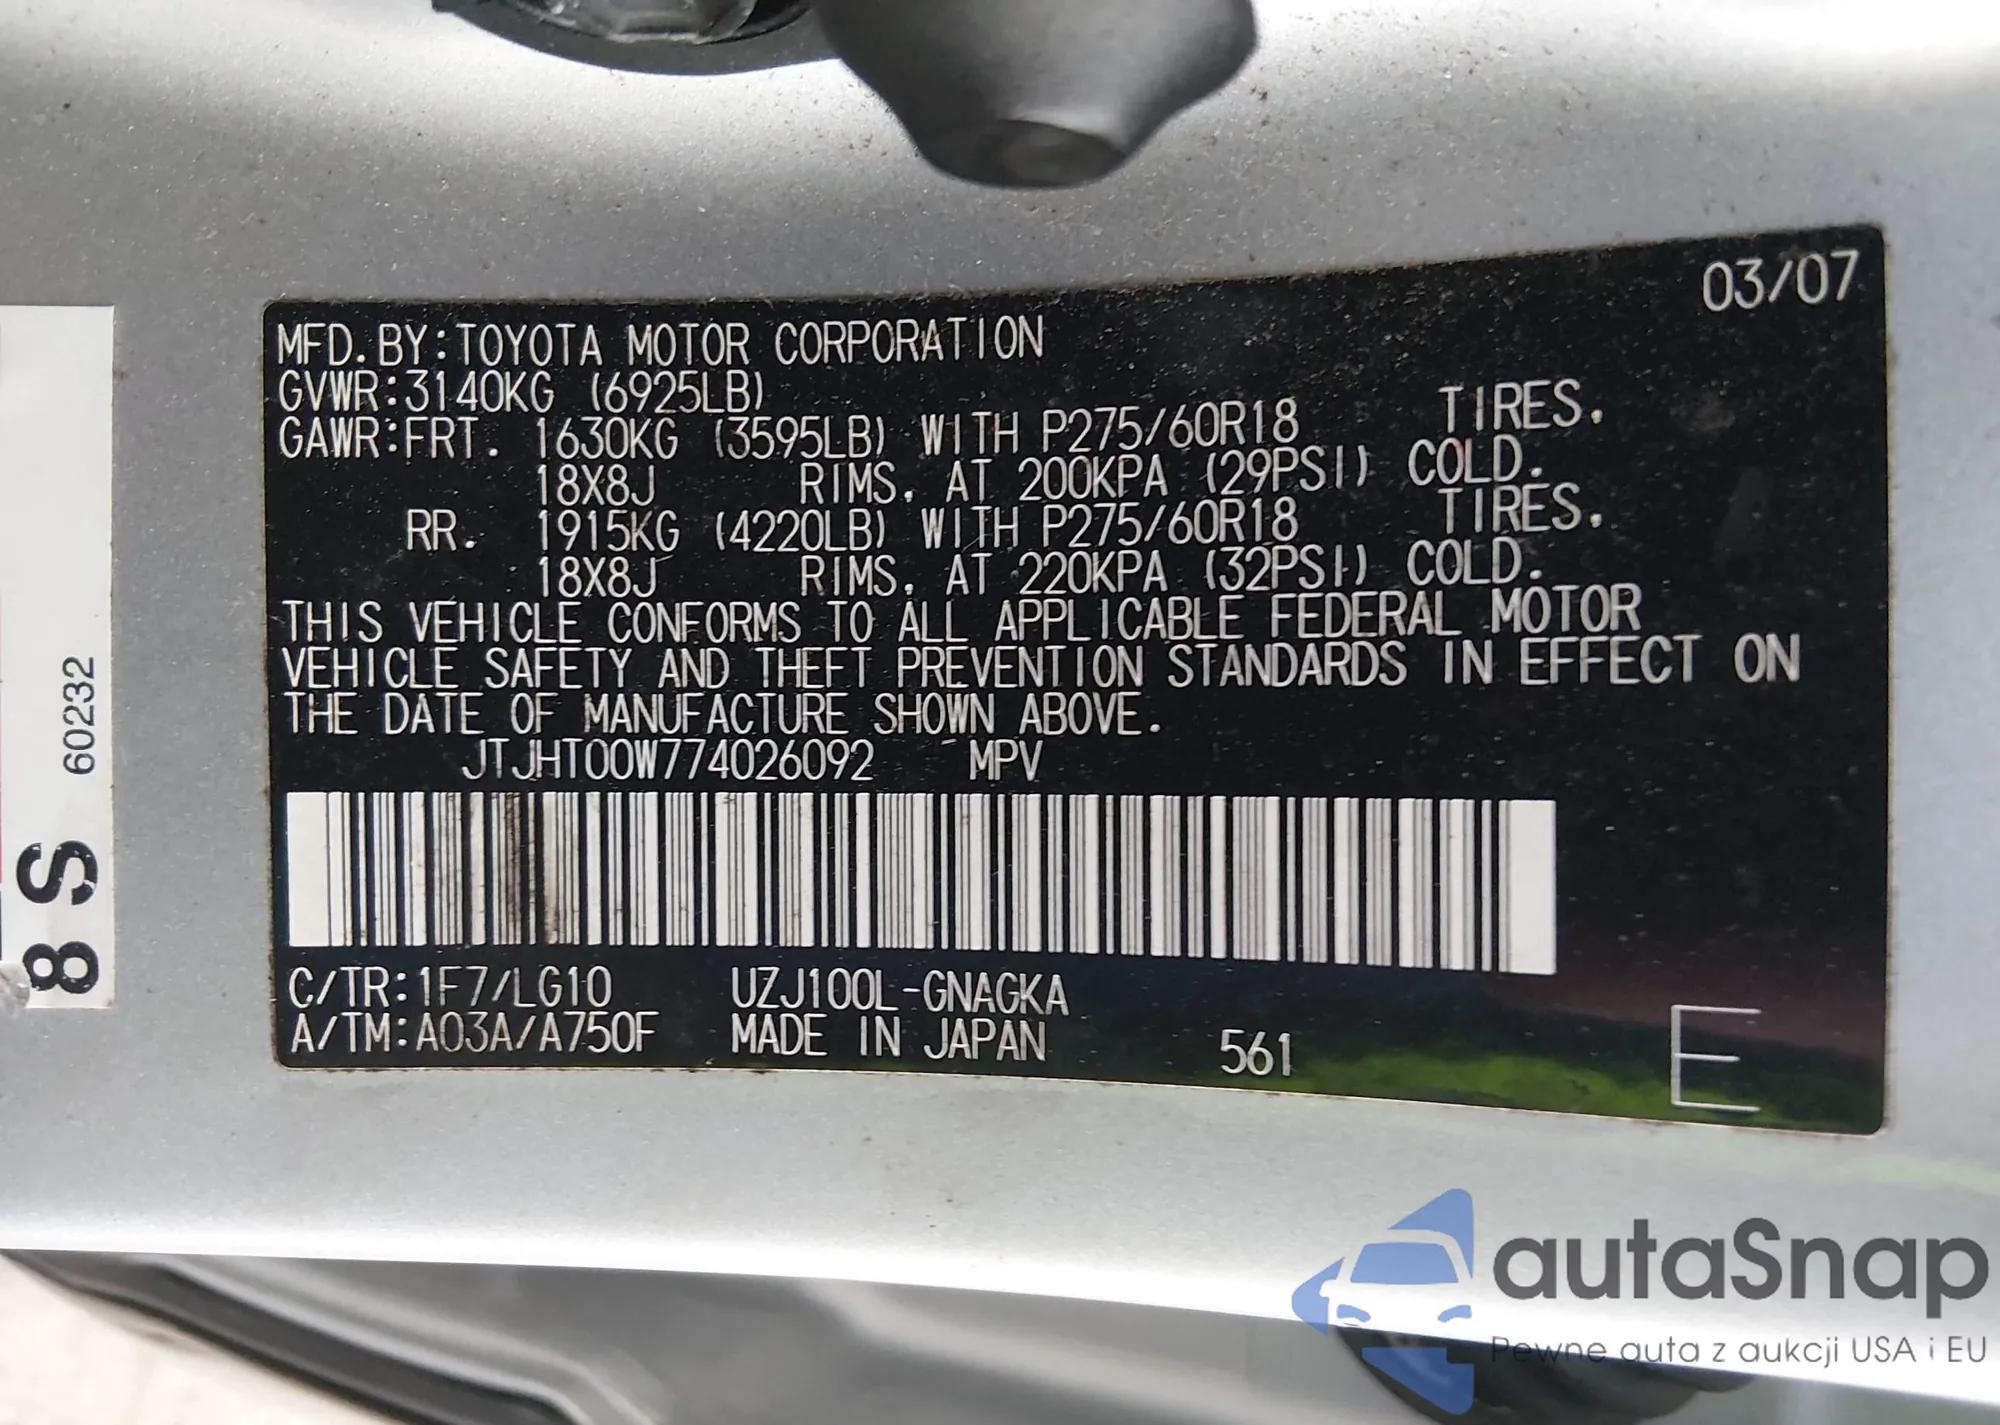 03/07
MFD. BY:TOYOTA MOTOR CORPORATION
GVWR:3140KG (6925LB)
GAWR:FRT. 1630KG (3595LB) WITH P275/60R18 TIRES.
18X8J RIMS. AT 200KPA (29PSI) COLD.
RR. 1915KG (4220LB) WITH P275/60R18 TIRES.
18X8J RIMS. AT 220KPA (32PSI) COLD.
THIS VEHICLE CONFORMS TO ALL APPLICABLE FEDERAL MOTOR
VEHICLE SAFETY AND THEFT PREVENTION STANDARDS IN EFFECT ON
THE DATE OF MANUFACTURE SHOWN ABOVE.
JTJHT00W774026092 MPV
C/TR:1F7/LG10 UZJ100L-GNAGKA
A/TM:A03A/A750F MADE IN JAPAN 561 E
60232
8 S
autaSnap
Pewne auta z aukcji USA i EU